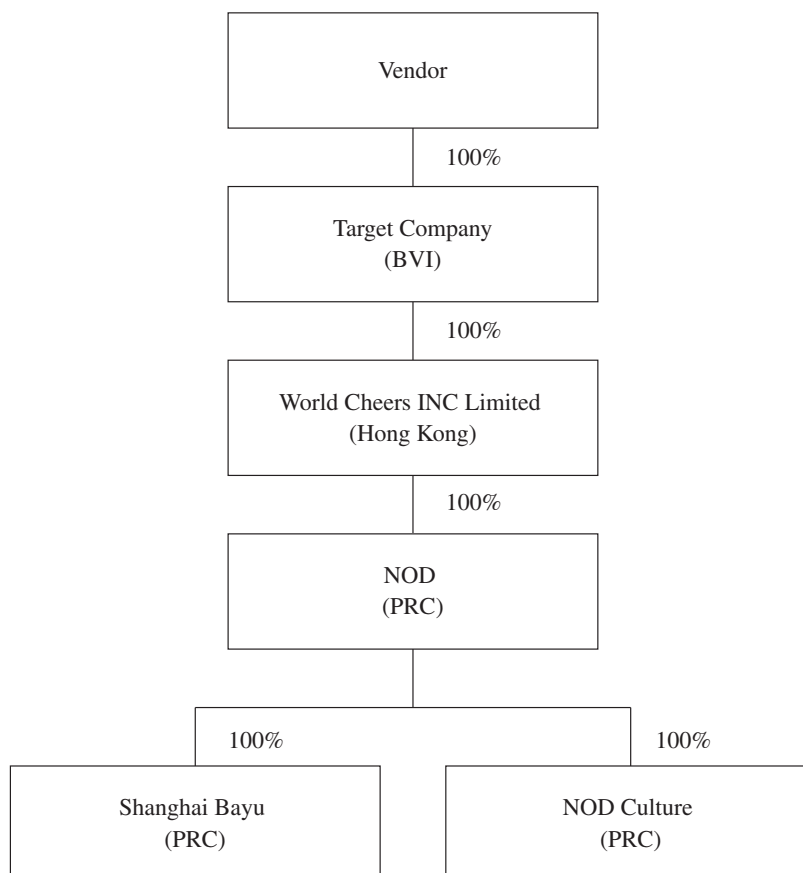 Vendor
100%
Target Company
(BVI)
100%
World Cheers INC Limited
(Hong Kong)
100%
NOD
(PRC)
100%
100%
Shanghai Bayu
(PRC)
NOD Culture
(PRC)